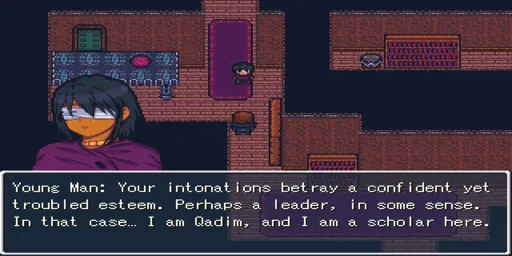 Young Man: Your intonations betray a confident yet
troubled esteem. Perhaps a leader, in some sense.
In that case… I am Qadim, and I am a scholar here.